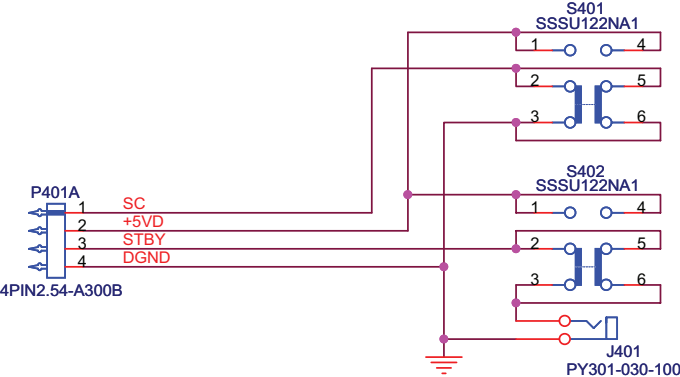 S401
SSSU122NA1
1 4
2 5
3 6
S402
SSSU122NA1
P401A
1 SC
2 +5VD
3 STBY
4 DGND
1 4
2 5
3 6
4PIN2.54-A300B
J401
PY301-030-100